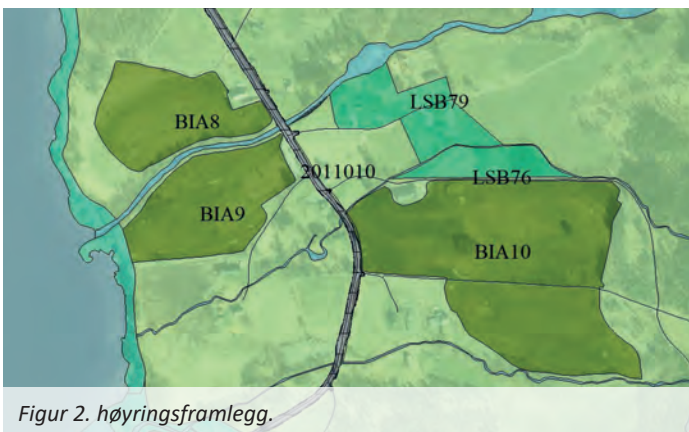 LSB79
BIA8
2011010
LSB76
BIA9
BIA10
Figur 2. høyringsframlegg.